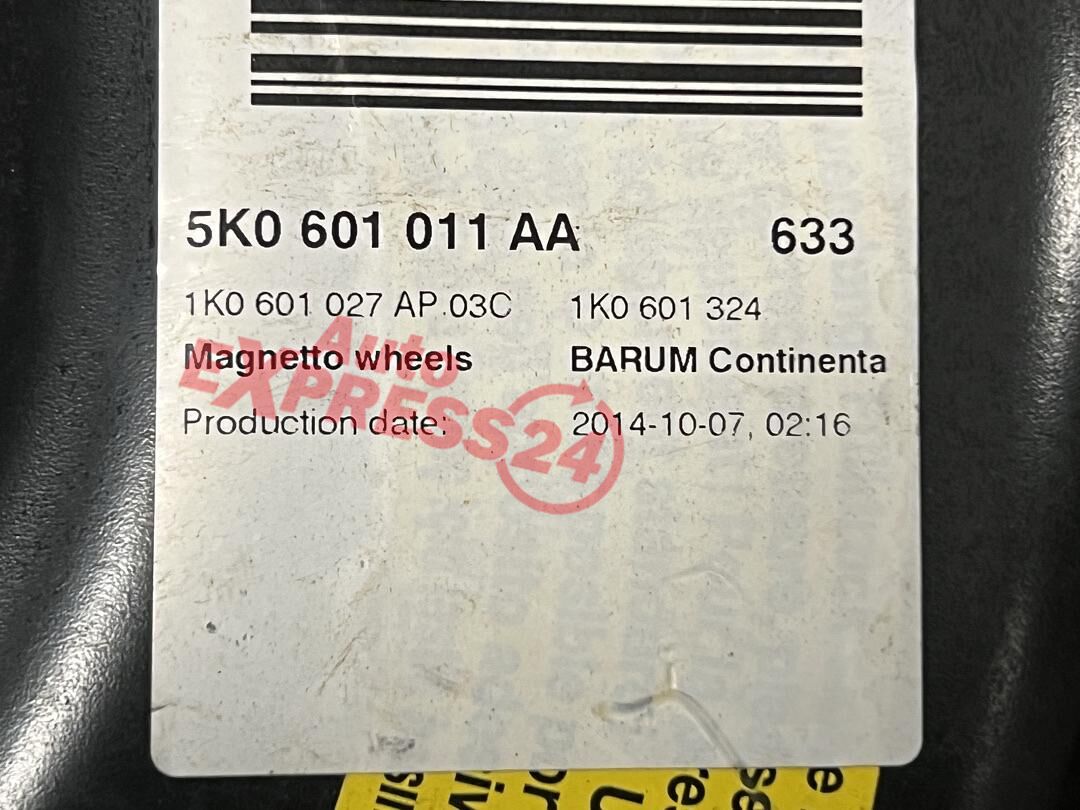 5K0 601 011 AA 633
1K0 601 027 AP 03C 1K0 601 324
Magnetto wheels BARUM Continenta
Production date: 2014-10-07, 02:16
Auto
EXPRESS24